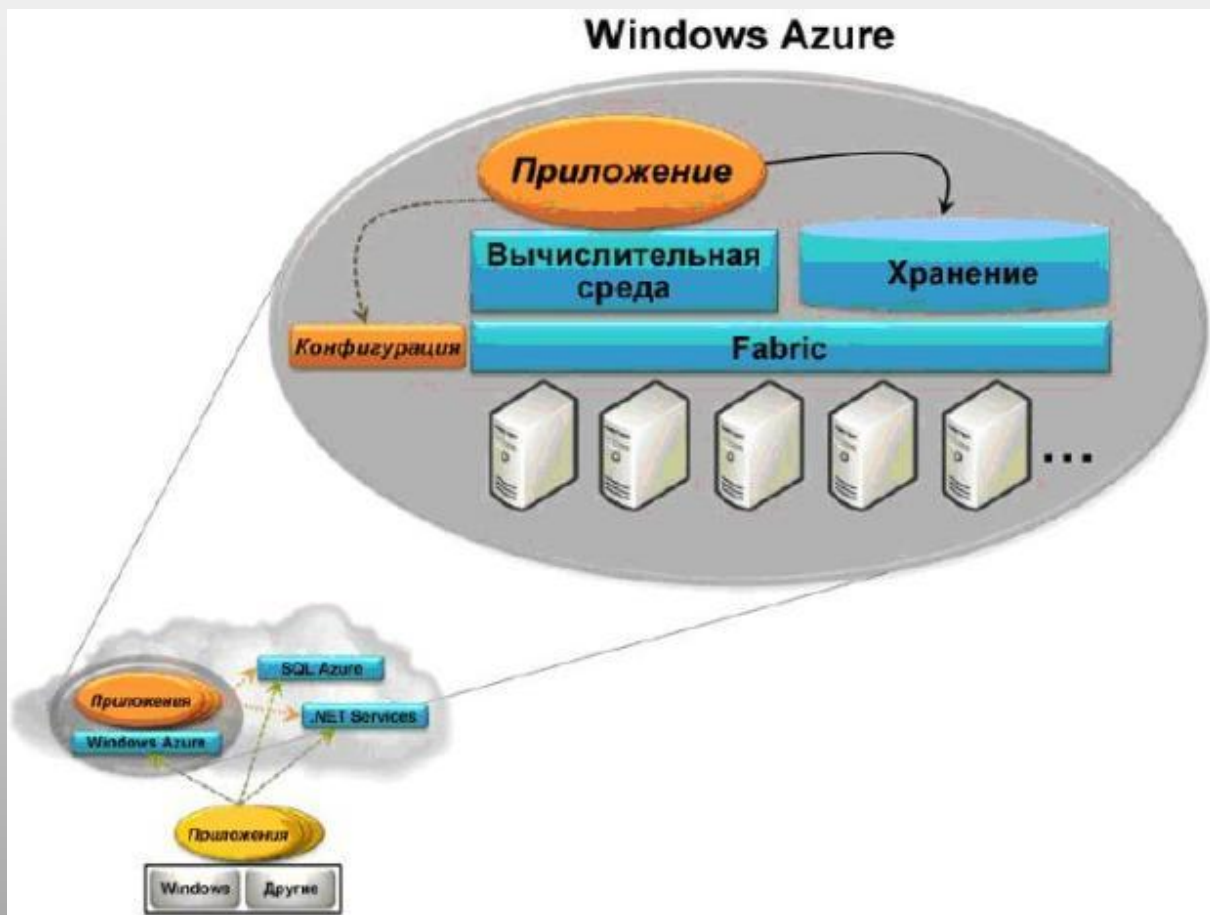 Windows Azure
Приложение
Вычислительная
среда
Хранение
Конфигурация
Fabric
...
SQL Azure
Приложения
.NET Services
Windows Azure
Приложения
Windows
Другие